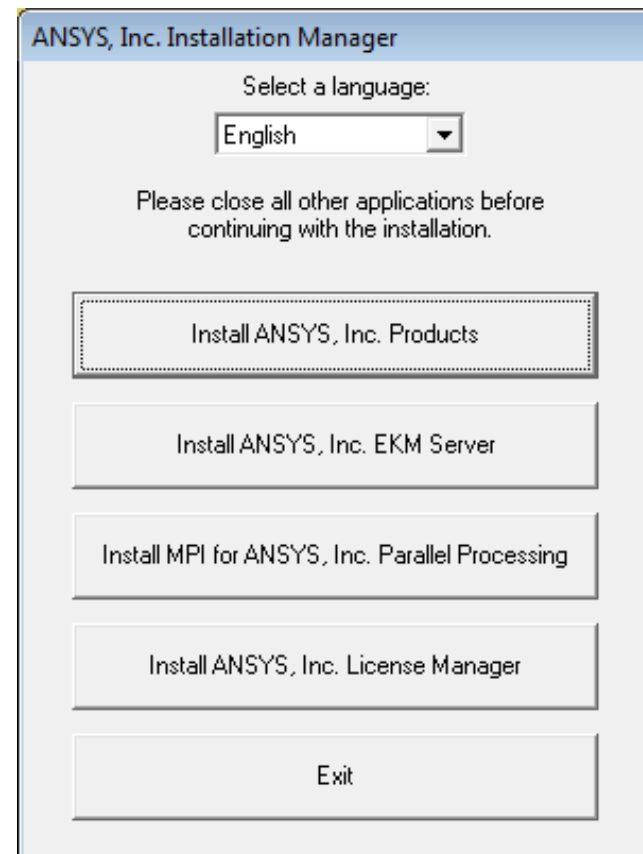 ANSYS, Inc. Installation Manager
Select a language:
English
Please close all other applications before
continuing with the installation.
Install ANSYS, Inc. Products
Install ANSYS, Inc. EKM Server
Install MPI for ANSYS, Inc. Parallel Processing
Install ANSYS, Inc. License Manager
Exit